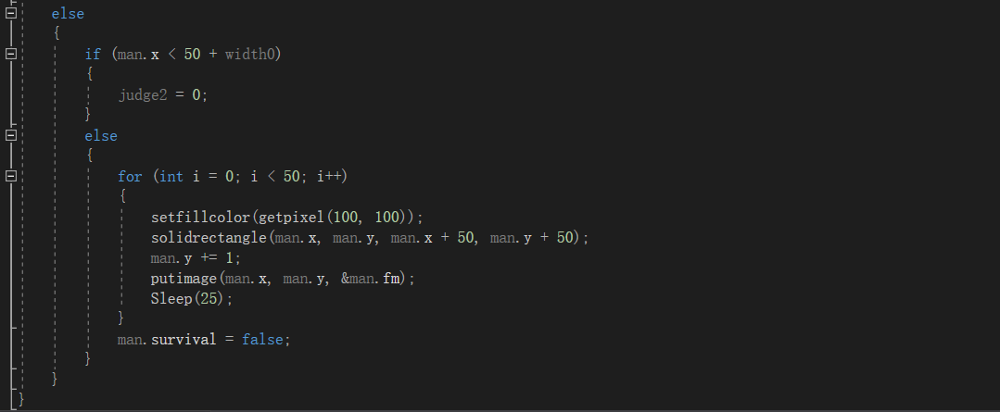 else
{
if (man.x < 50 + width0)
{
judge2 = 0;
}
else
{
for (int i = 0; i < 50; i++)
{
setfillcolor(getpixel(100, 100));
solidrectangle(man.x, man.y, man.x + 50, man.y + 50);
man.y += 1;
putimage(man.x, man.y, &man.fm);
Sleep(25);
}
man.survival = false;
}
}
}